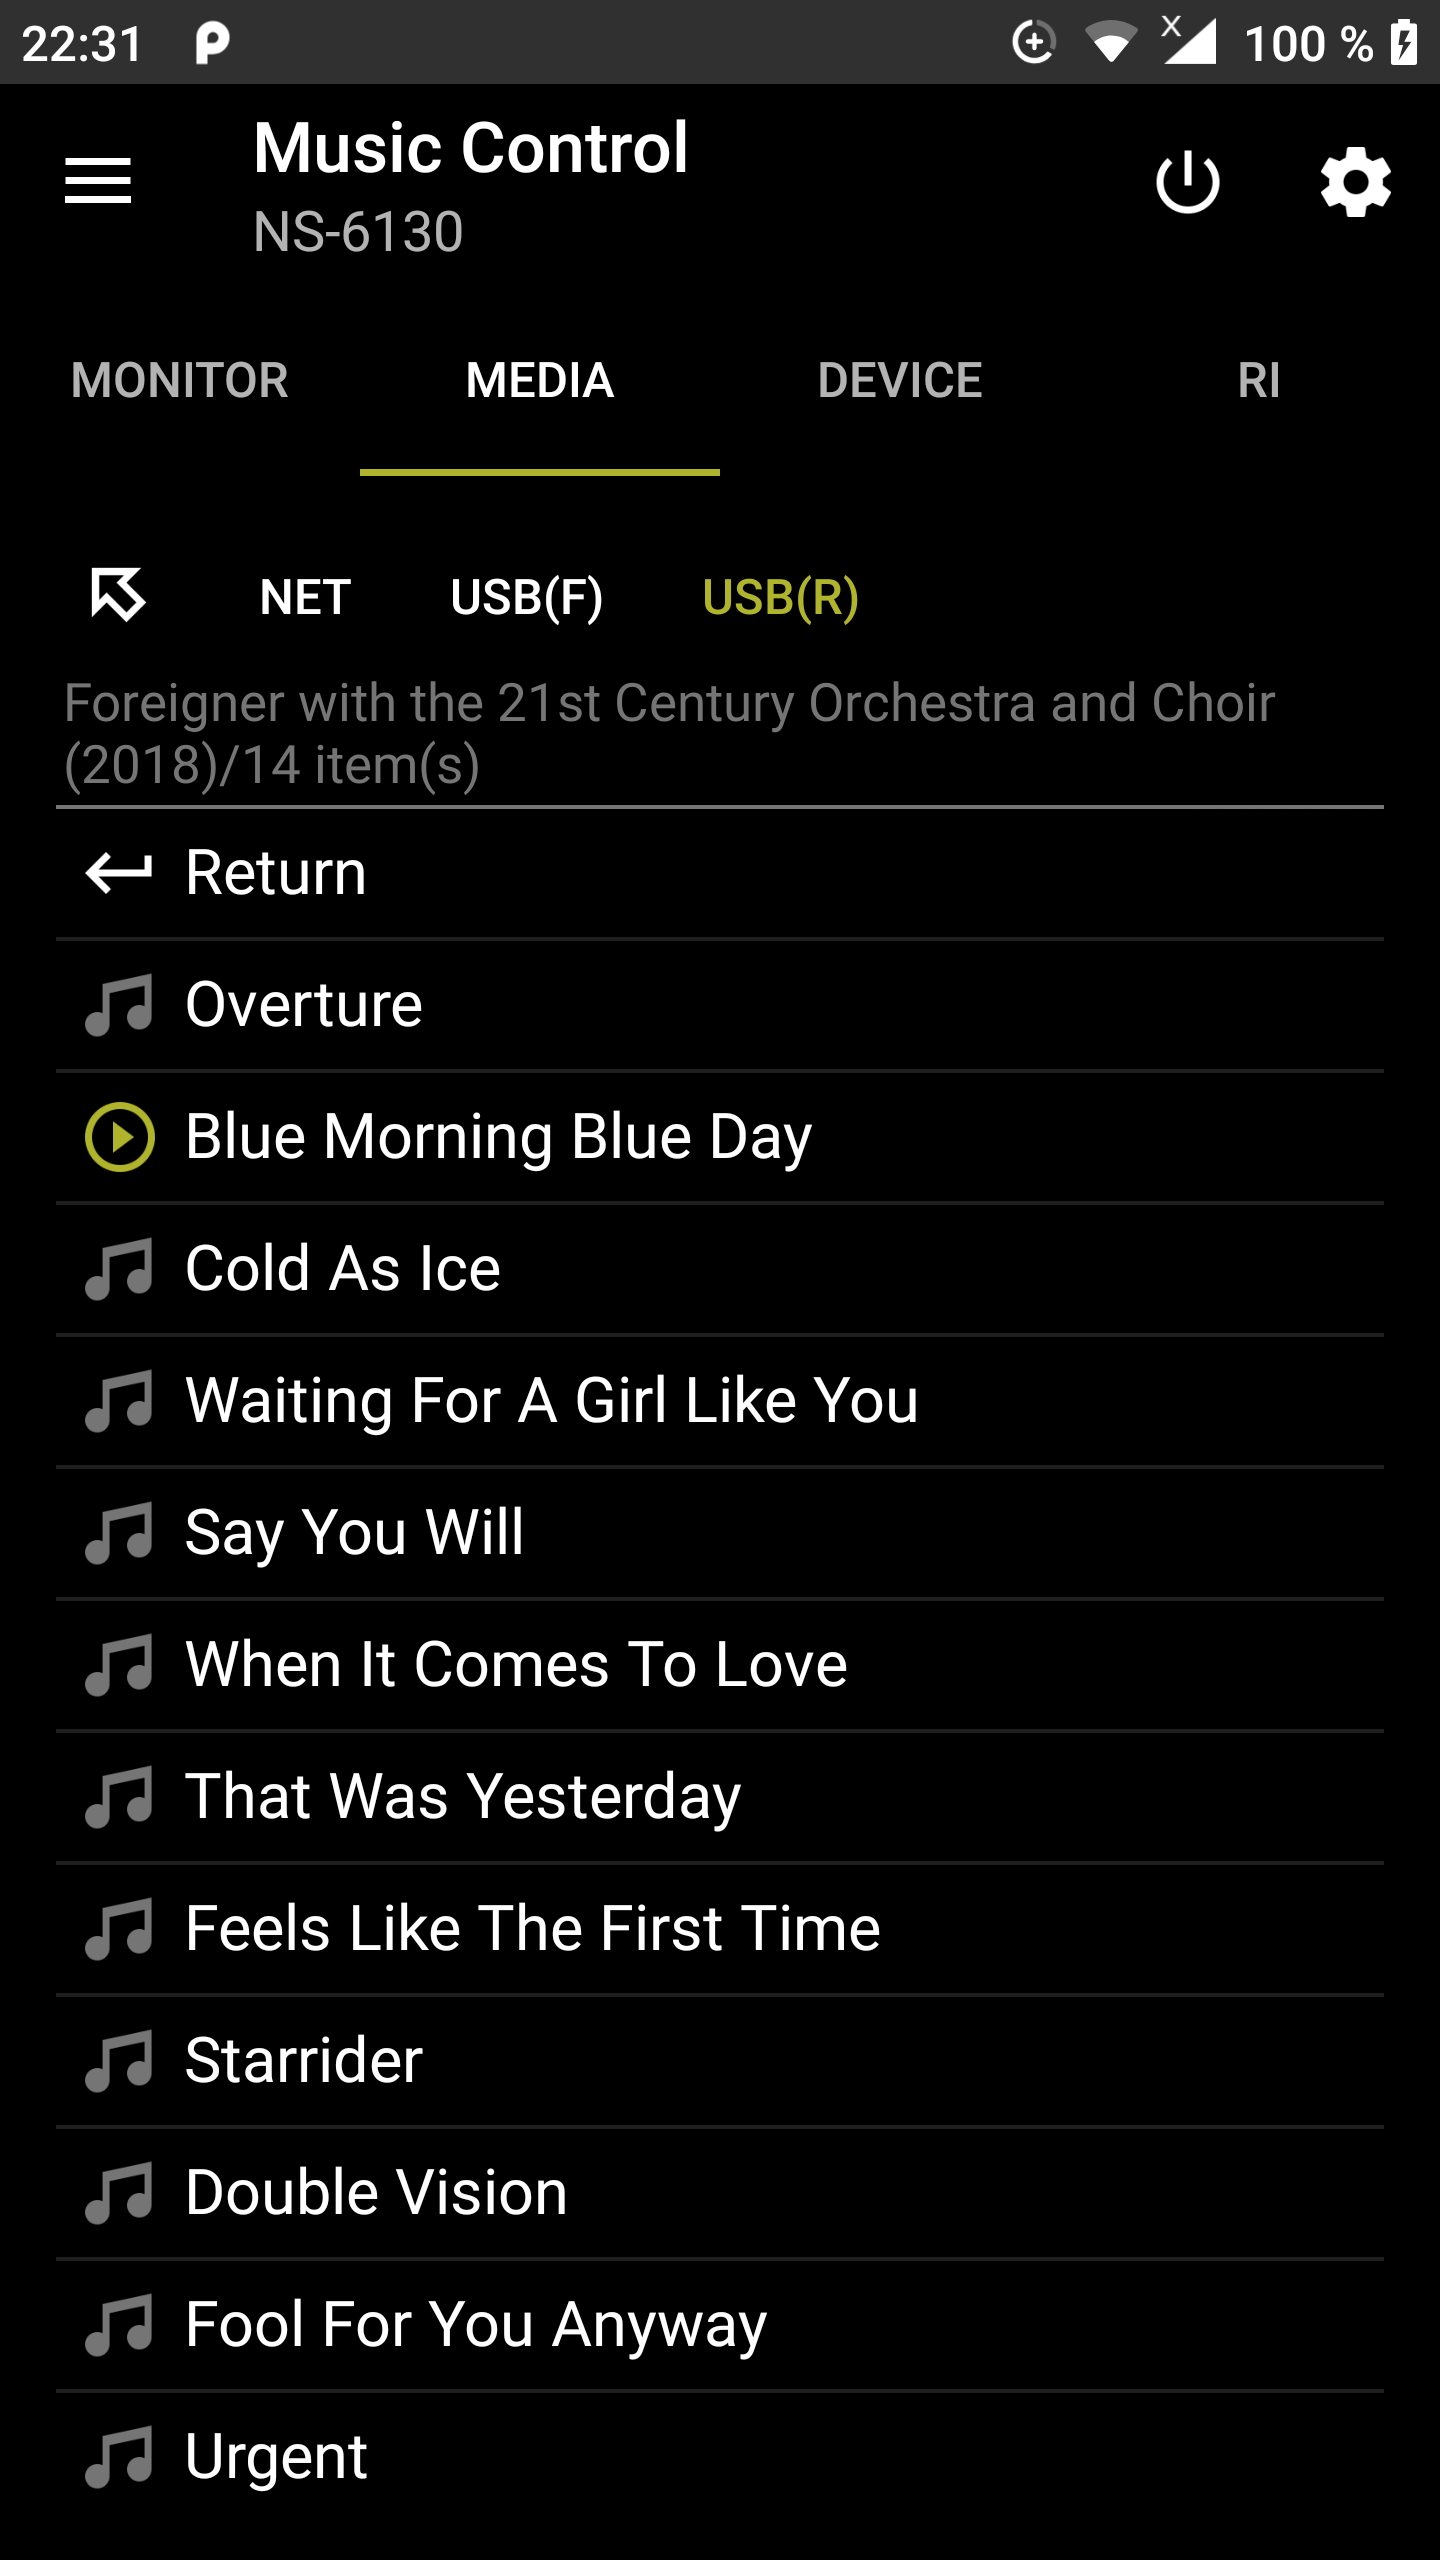 22:31
100 %
Music Control
NS-6130
MONITOR MEDIA DEVICE RI
NET USB(F) USB(R)
Foreigner with the 21st Century Orchestra and Choir
(2018)/14 item(s)
Return
Overture
Blue Morning Blue Day
Cold As Ice
Waiting For A Girl Like You
Say You Will
When It Comes To Love
That Was Yesterday
Feels Like The First Time
Starrider
Double Vision
Fool For You Anyway
Urgent